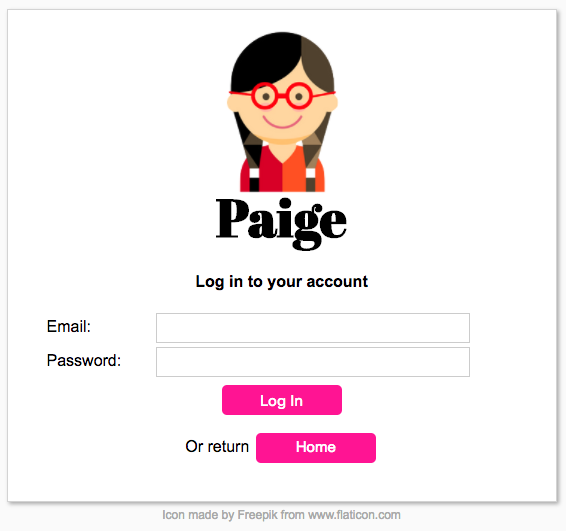 Paige
Log in to your account
Email:
Password:
Log In
Or return Home
Icon made by Freepik from www.flaticon.com